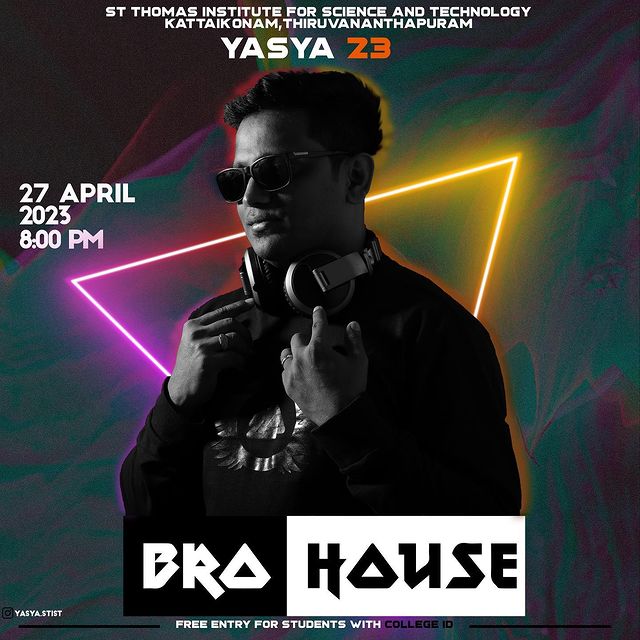 ST THOMAS INSTITUTE FOR SCIENCE AND TECHNOLOGY
KATTAIKONAM,THIRUVANANTHAPURAM
YASYA 23
27 APRIL
2023
8:00 PM
BRO HOUSE
YASYA.STIST
FREE ENTRY FOR STUDENTS WITH COLLEGE ID